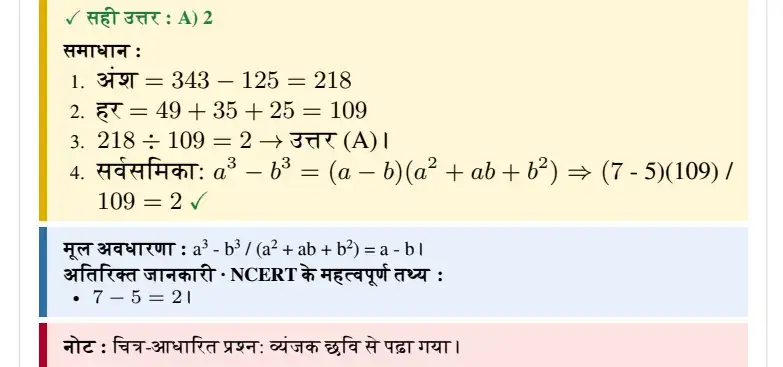 ✓ सही उत्तर : A) 2
समाधान :
1. अंश = 343 − 125 = 218
2. हर = 49 + 35 + 25 = 109
3. 218 ÷ 109 = 2 → उत्तर (A)।
4. सर्वसमिका: a³ − b³ = (a − b)(a² + ab + b²) ⇒ (7 - 5)(109) /
109 = 2 ✓
मूल अवधारणा : a³ - b³ / (a² + ab + b²) = a - b।
अतिरिक्त जानकारी · NCERT के महत्वपूर्ण तथ्य :
• 7 − 5 = 2।
नोट : चित्र-आधारित प्रश्न: व्यंजक छवि से पढ़ा गया।